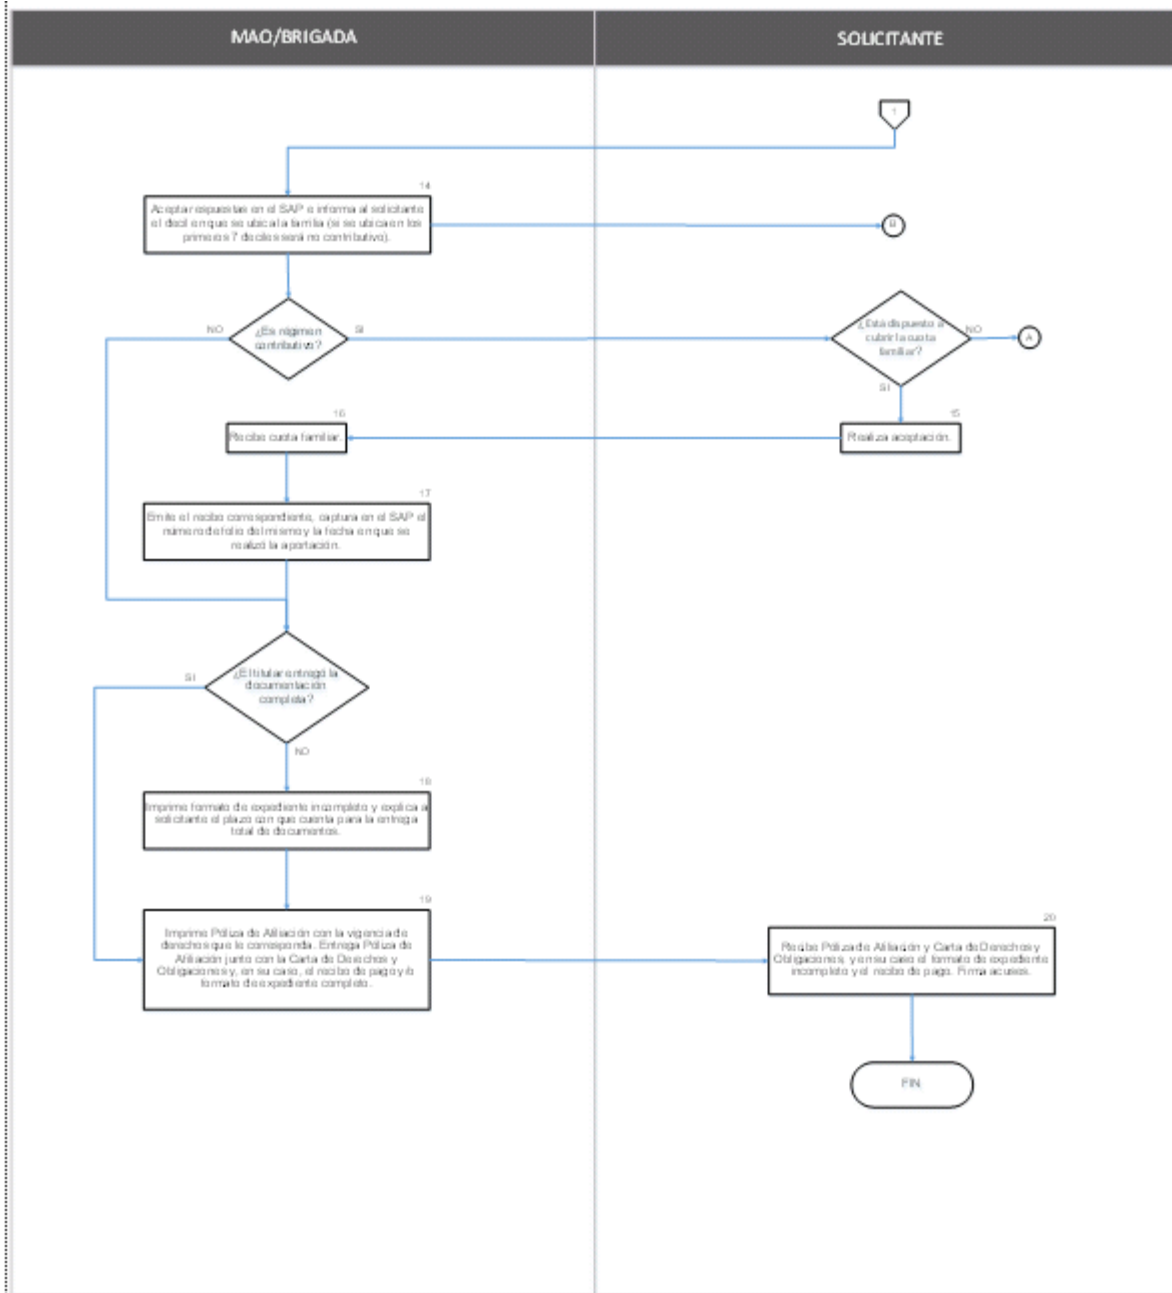 MAO/BRIGADA
SOLICITANTE
1
14
Aceptar respuestas en el SAP e informa al solicitante
el decil en que se ubica la familia (si se ubica en los
primeros 7 deciles será no contributivo).
B
¿Es régimen
contributivo?
NO
SI
¿Está dispuesto a
cubrir la cuota
familiar?
NO
A
SI
15
Realiza aceptación.
16
Recibe cuota familiar.
17
Emite el recibo correspondiente, captura en el SAP el
número de folio del mismo y la fecha en que se
realizó la aportación.
¿El titular entregó la
documentación
completa?
SI
NO
18
Imprime formato de expediente incompleto y explica a
solicitante el plazo con que cuenta para la entrega
total de documentos.
19
Imprime Póliza de Afiliación con la vigencia de
derechos que le corresponda. Entrega Póliza de
Afiliación junto con la Carta de Derechos y
Obligaciones y, en su caso, el recibo de pago y/o
formato de expediente completo.
20
Recibe Póliza de Afiliación y Carta de Derechos y
Obligaciones, y en su caso el formato de expediente
incompleto y el recibo de pago. Firma acuses.
FIN